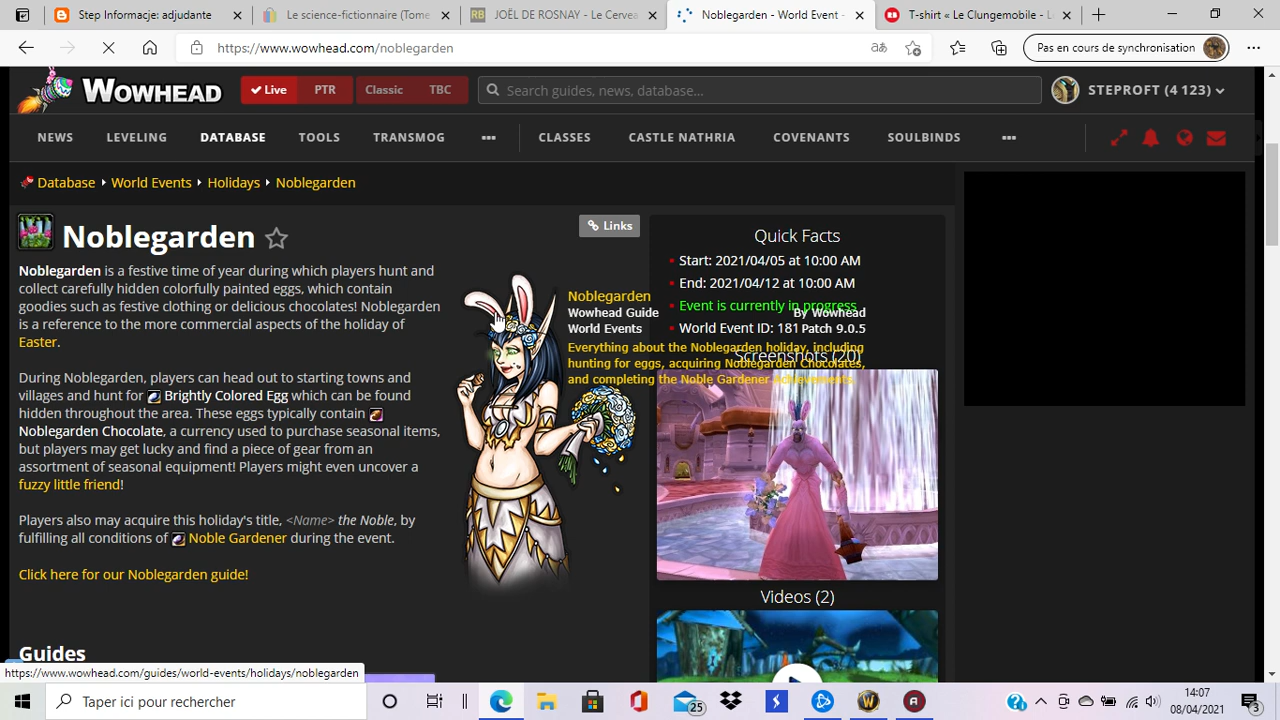 Step Informacje: adjudante
Le science-fictionnaire (Tome
JOËL DE ROSNAY - Le Cervea
Noblegarden - World Event -
T-shirt « Le Clungemobile - L
https://www.wowhead.com/noblegarden
Pas en cours de synchronisation
WOWHEAD
Live
PTR
Classic
TBC
Search guides, news, database...
STEPROFT (4 123)
NEWS
LEVELING
DATABASE
TOOLS
TRANSMOG
CLASSES
CASTLE NATHRIA
COVENANTS
SOULBINDS
Database
World Events
Holidays
Noblegarden
Noblegarden
Links
Noblegarden is a festive time of year during which players hunt and
collect carefully hidden colorfully painted eggs, which contain
goodies such as festive clothing or delicious chocolates! Noblegarden
is a reference to the more commercial aspects of the holiday of
Easter.
During Noblegarden, players can head out to starting towns and
villages and hunt for Brightly Colored Egg which can be found
hidden throughout the area. These eggs typically contain
Noblegarden Chocolate, a currency used to purchase seasonal items,
but players may get lucky and find a piece of gear from an
assortment of seasonal equipment! Players might even uncover a
fuzzy little friend!
Players also may acquire this holiday's title, <Name> the Noble, by
fulfilling all conditions of Noble Gardener during the event.
Click here for our Noblegarden guide!
Guides
Noblegarden
Wowhead Guide
By Wowhead
World Events
Patch 9.0.5
Everything about the Noblegarden holiday, including
hunting for eggs, acquiring Noblegarden Chocolates,
and completing the Noble Gardener Achievements.
Quick Facts
Start: 2021/04/05 at 10:00 AM
End: 2021/04/12 at 10:00 AM
Event is currently in progress
World Event ID: 181
Screenshots (20)
Videos (2)
https://www.wowhead.com/guides/world-events/holidays/noblegarden
Taper ici pour rechercher
25
14:07
08/04/2021
3